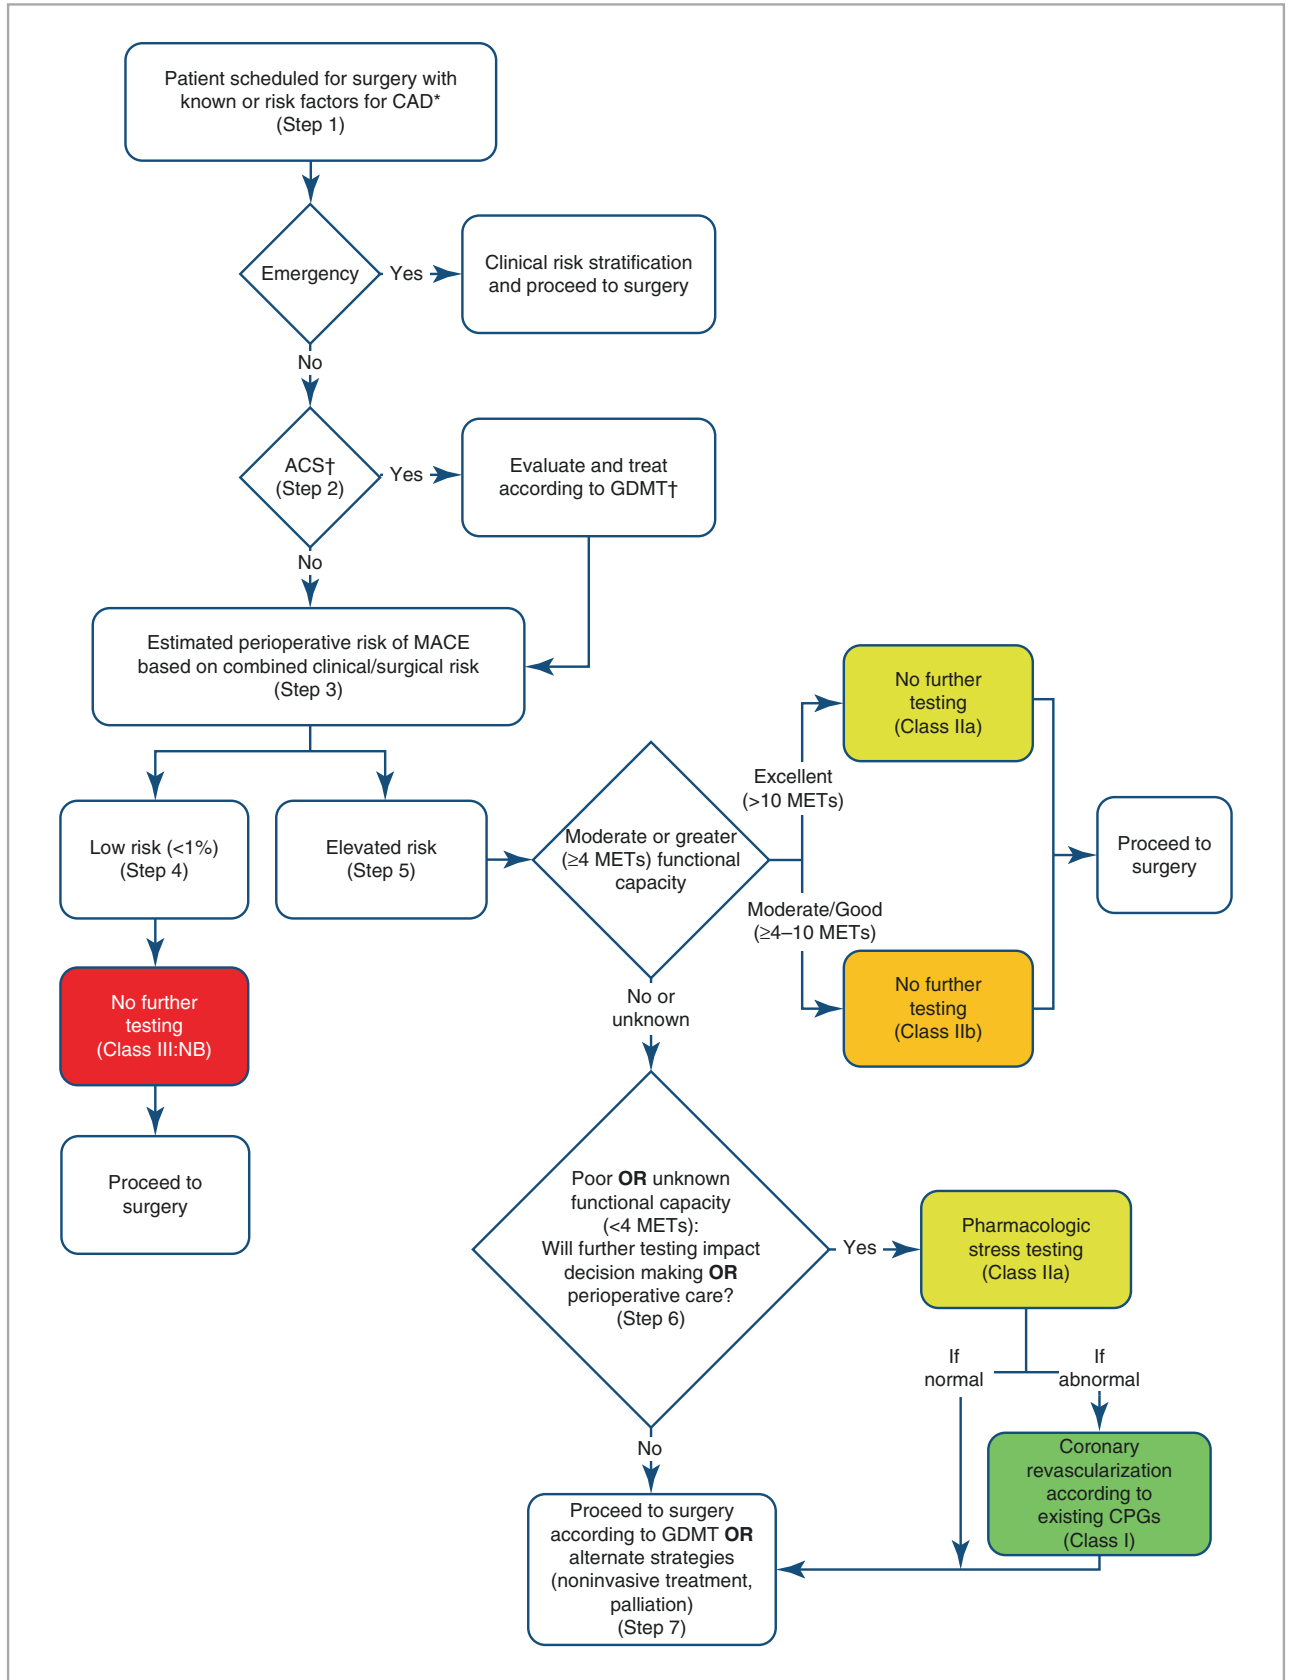 Patient scheduled for surgery with
known or risk factors for CAD*
(Step 1)
Emergency
Yes
Clinical risk stratification
and proceed to surgery
No
ACS†
(Step 2)
Yes
Evaluate and treat
according to GDMT†
No
Estimated perioperative risk of MACE
based on combined clinical/surgical risk
(Step 3)
Low risk (<1%)
(Step 4)
Elevated risk
(Step 5)
No further
testing
(Class III:NB)
Proceed to
surgery
Moderate or greater
(≥4 METs) functional
capacity
Excellent
(>10 METs)
No further
testing
(Class IIa)
Moderate/Good
(≥4–10 METs)
No further
testing
(Class IIb)
Proceed to
surgery
No or
unknown
Poor OR unknown
functional capacity
(<4 METs):
Will further testing impact
decision making OR
perioperative care?
(Step 6)
Yes
Pharmacologic
stress testing
(Class IIa)
If
normal
If
abnormal
Coronary
revascularization
according to
existing CPGs
(Class I)
No
Proceed to surgery
according to GDMT OR
alternate strategies
(noninvasive treatment,
palliation)
(Step 7)